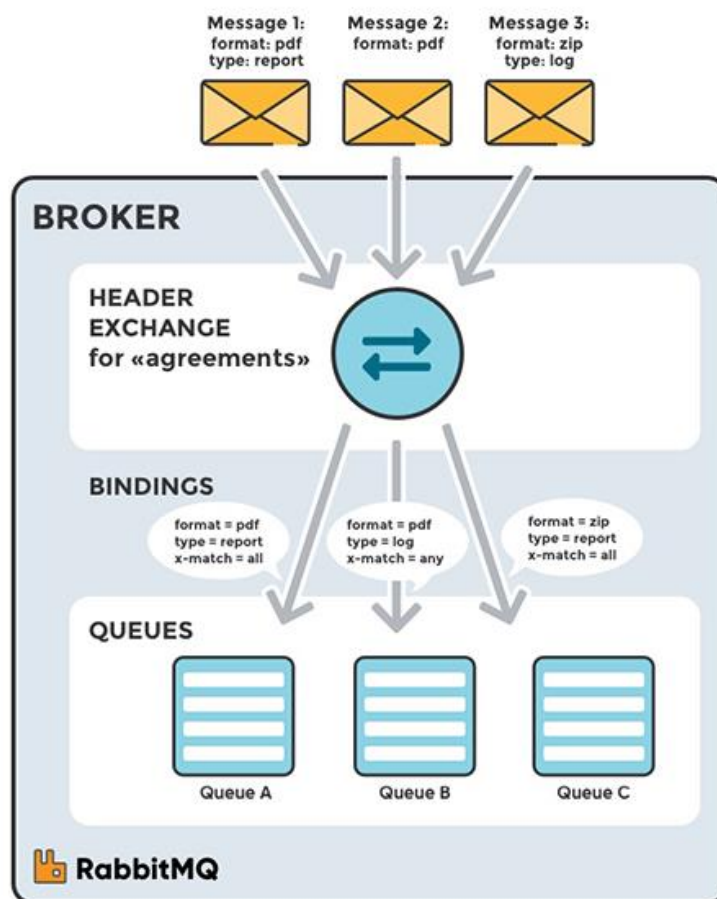 Message 1:
format: pdf
type: report
Message 2:
format: pdf
Message 3:
format: zip
type: log
BROKER
HEADER
EXCHANGE
for «agreements»
BINDINGS
format = pdf
type = report
x-match = all
format = pdf
type = log
x-match = any
format = zip
type = report
x-match = all
QUEUES
Queue A
Queue B
Queue C
RabbitMQ